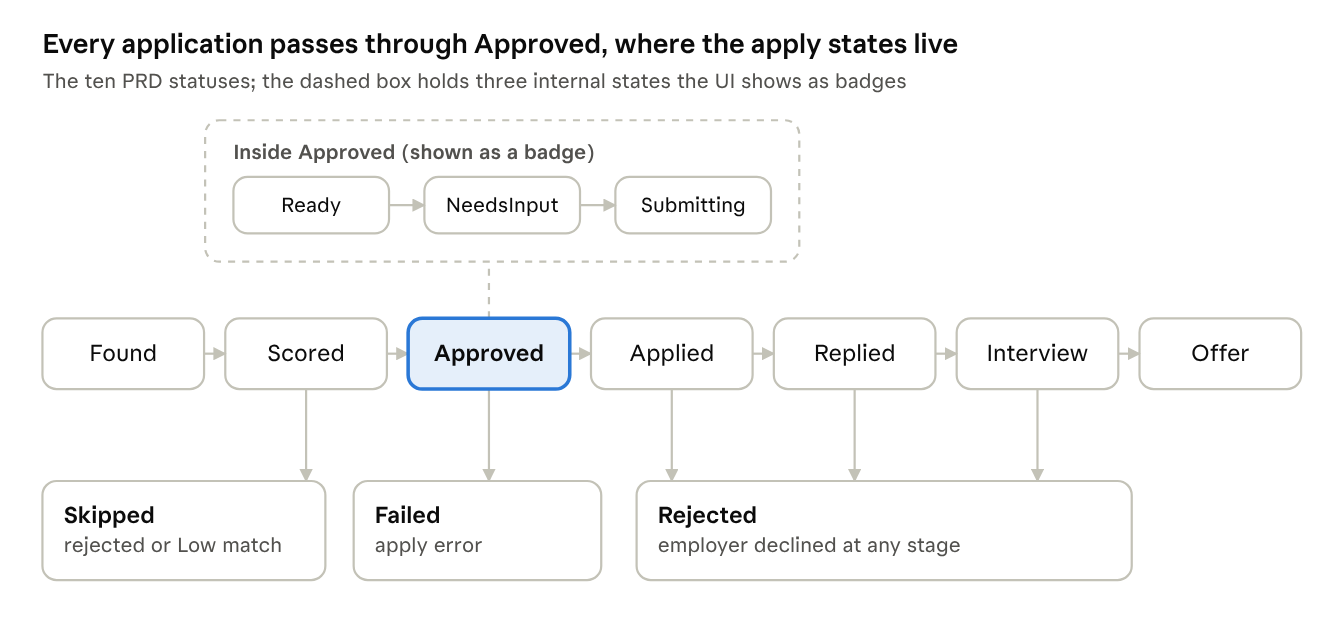 Every application passes through Approved, where the apply states live
The ten PRD statuses; the dashed box holds three internal states the UI shows as badges
Inside Approved (shown as a badge)
Ready
NeedsInput
Submitting
Found
Scored
Approved
Applied
Replied
Interview
Offer
Skipped
rejected or Low match
Failed
apply error
Rejected
employer declined at any stage